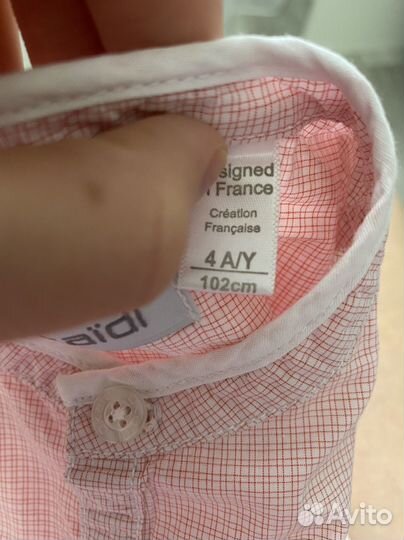 signed
France
Création
Française
4 A/Y
102cm
aïdi
Avito